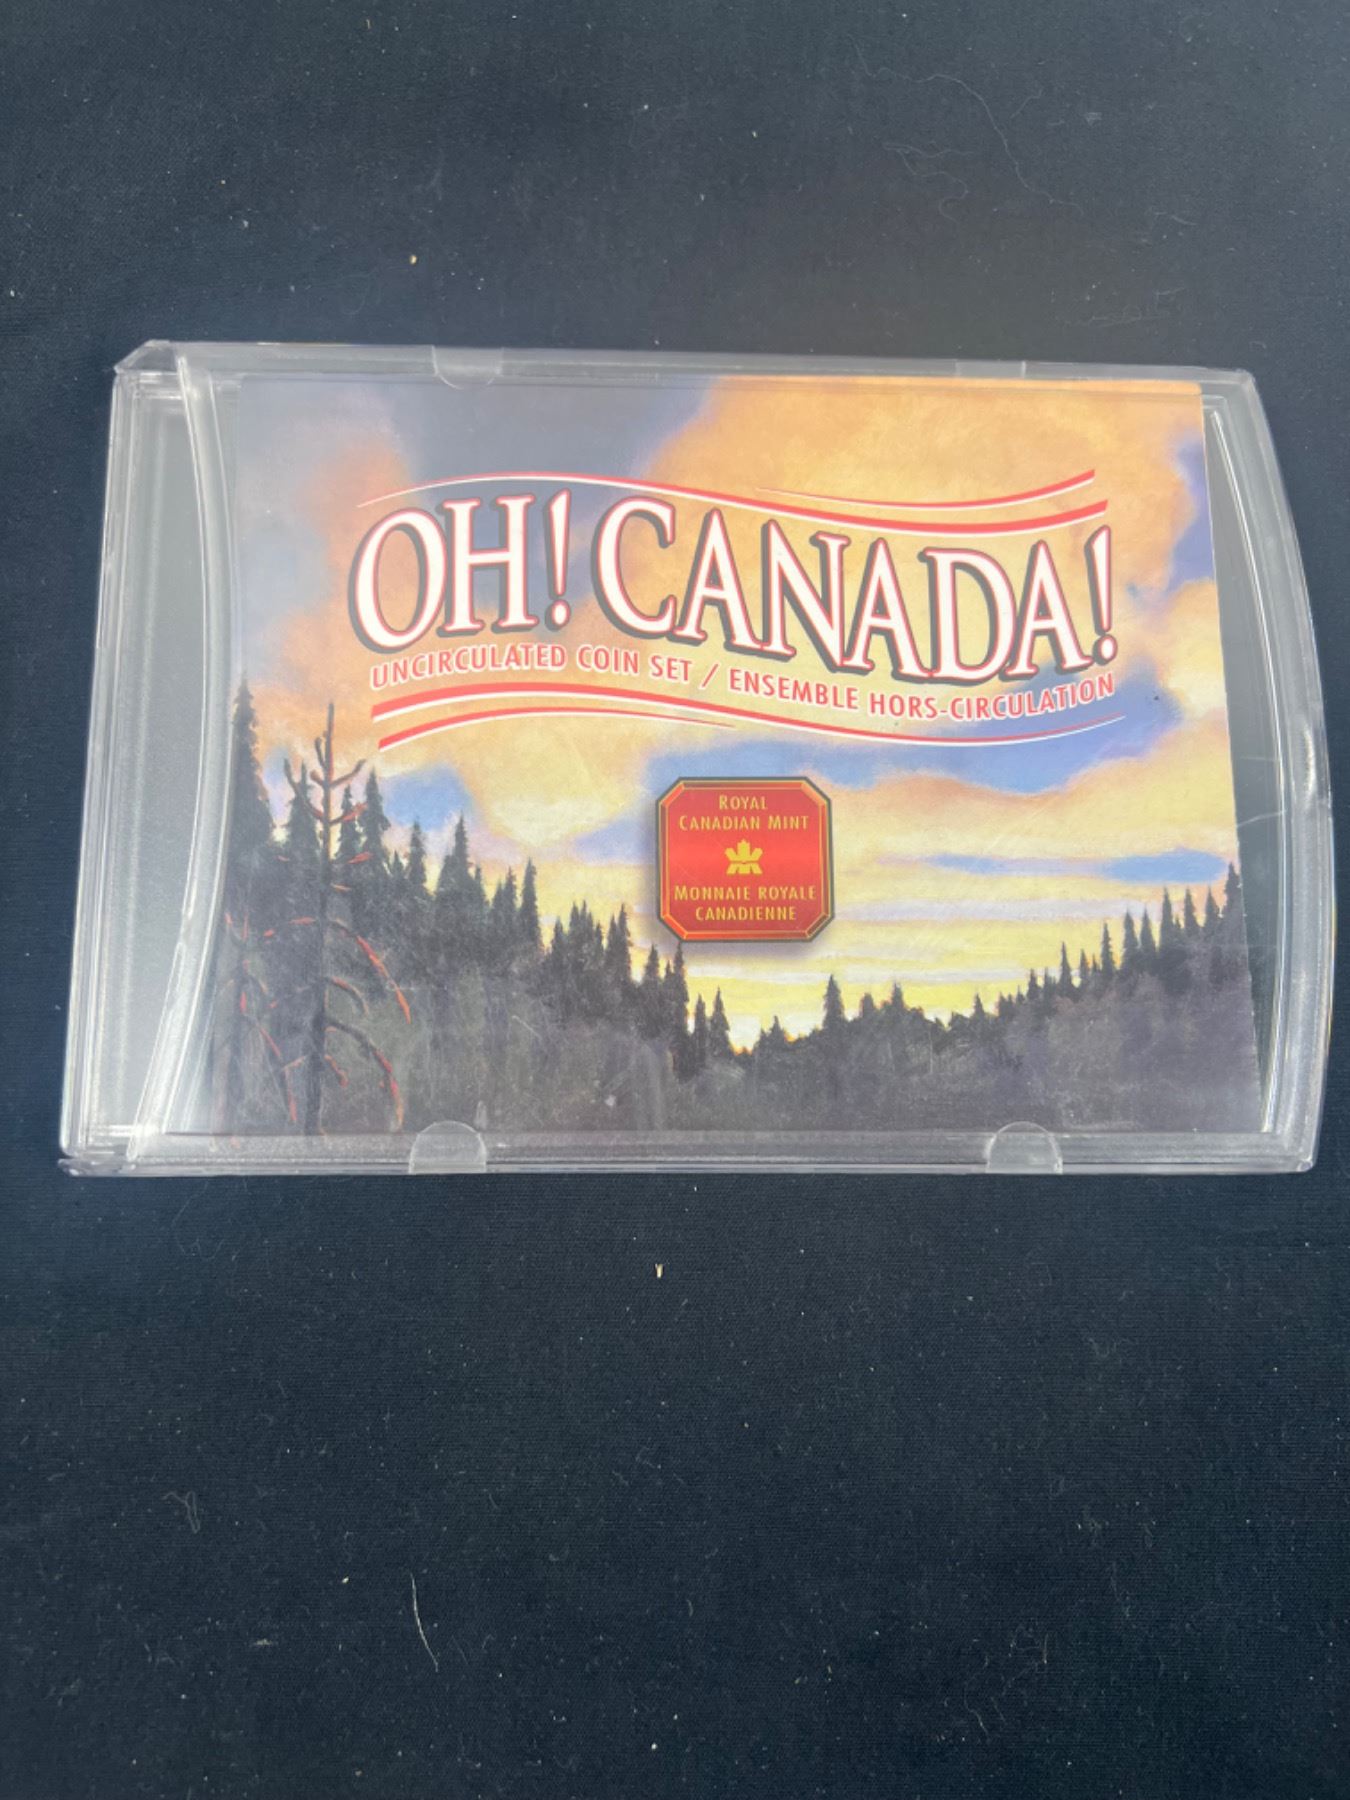 OH! CANADA!
UNCIRCULATED COIN SET / ENSEMBLE HORS-CIRCULATION
ROYAL
CANADIAN MINT
MONNAIE ROYALE
CANADIENNE